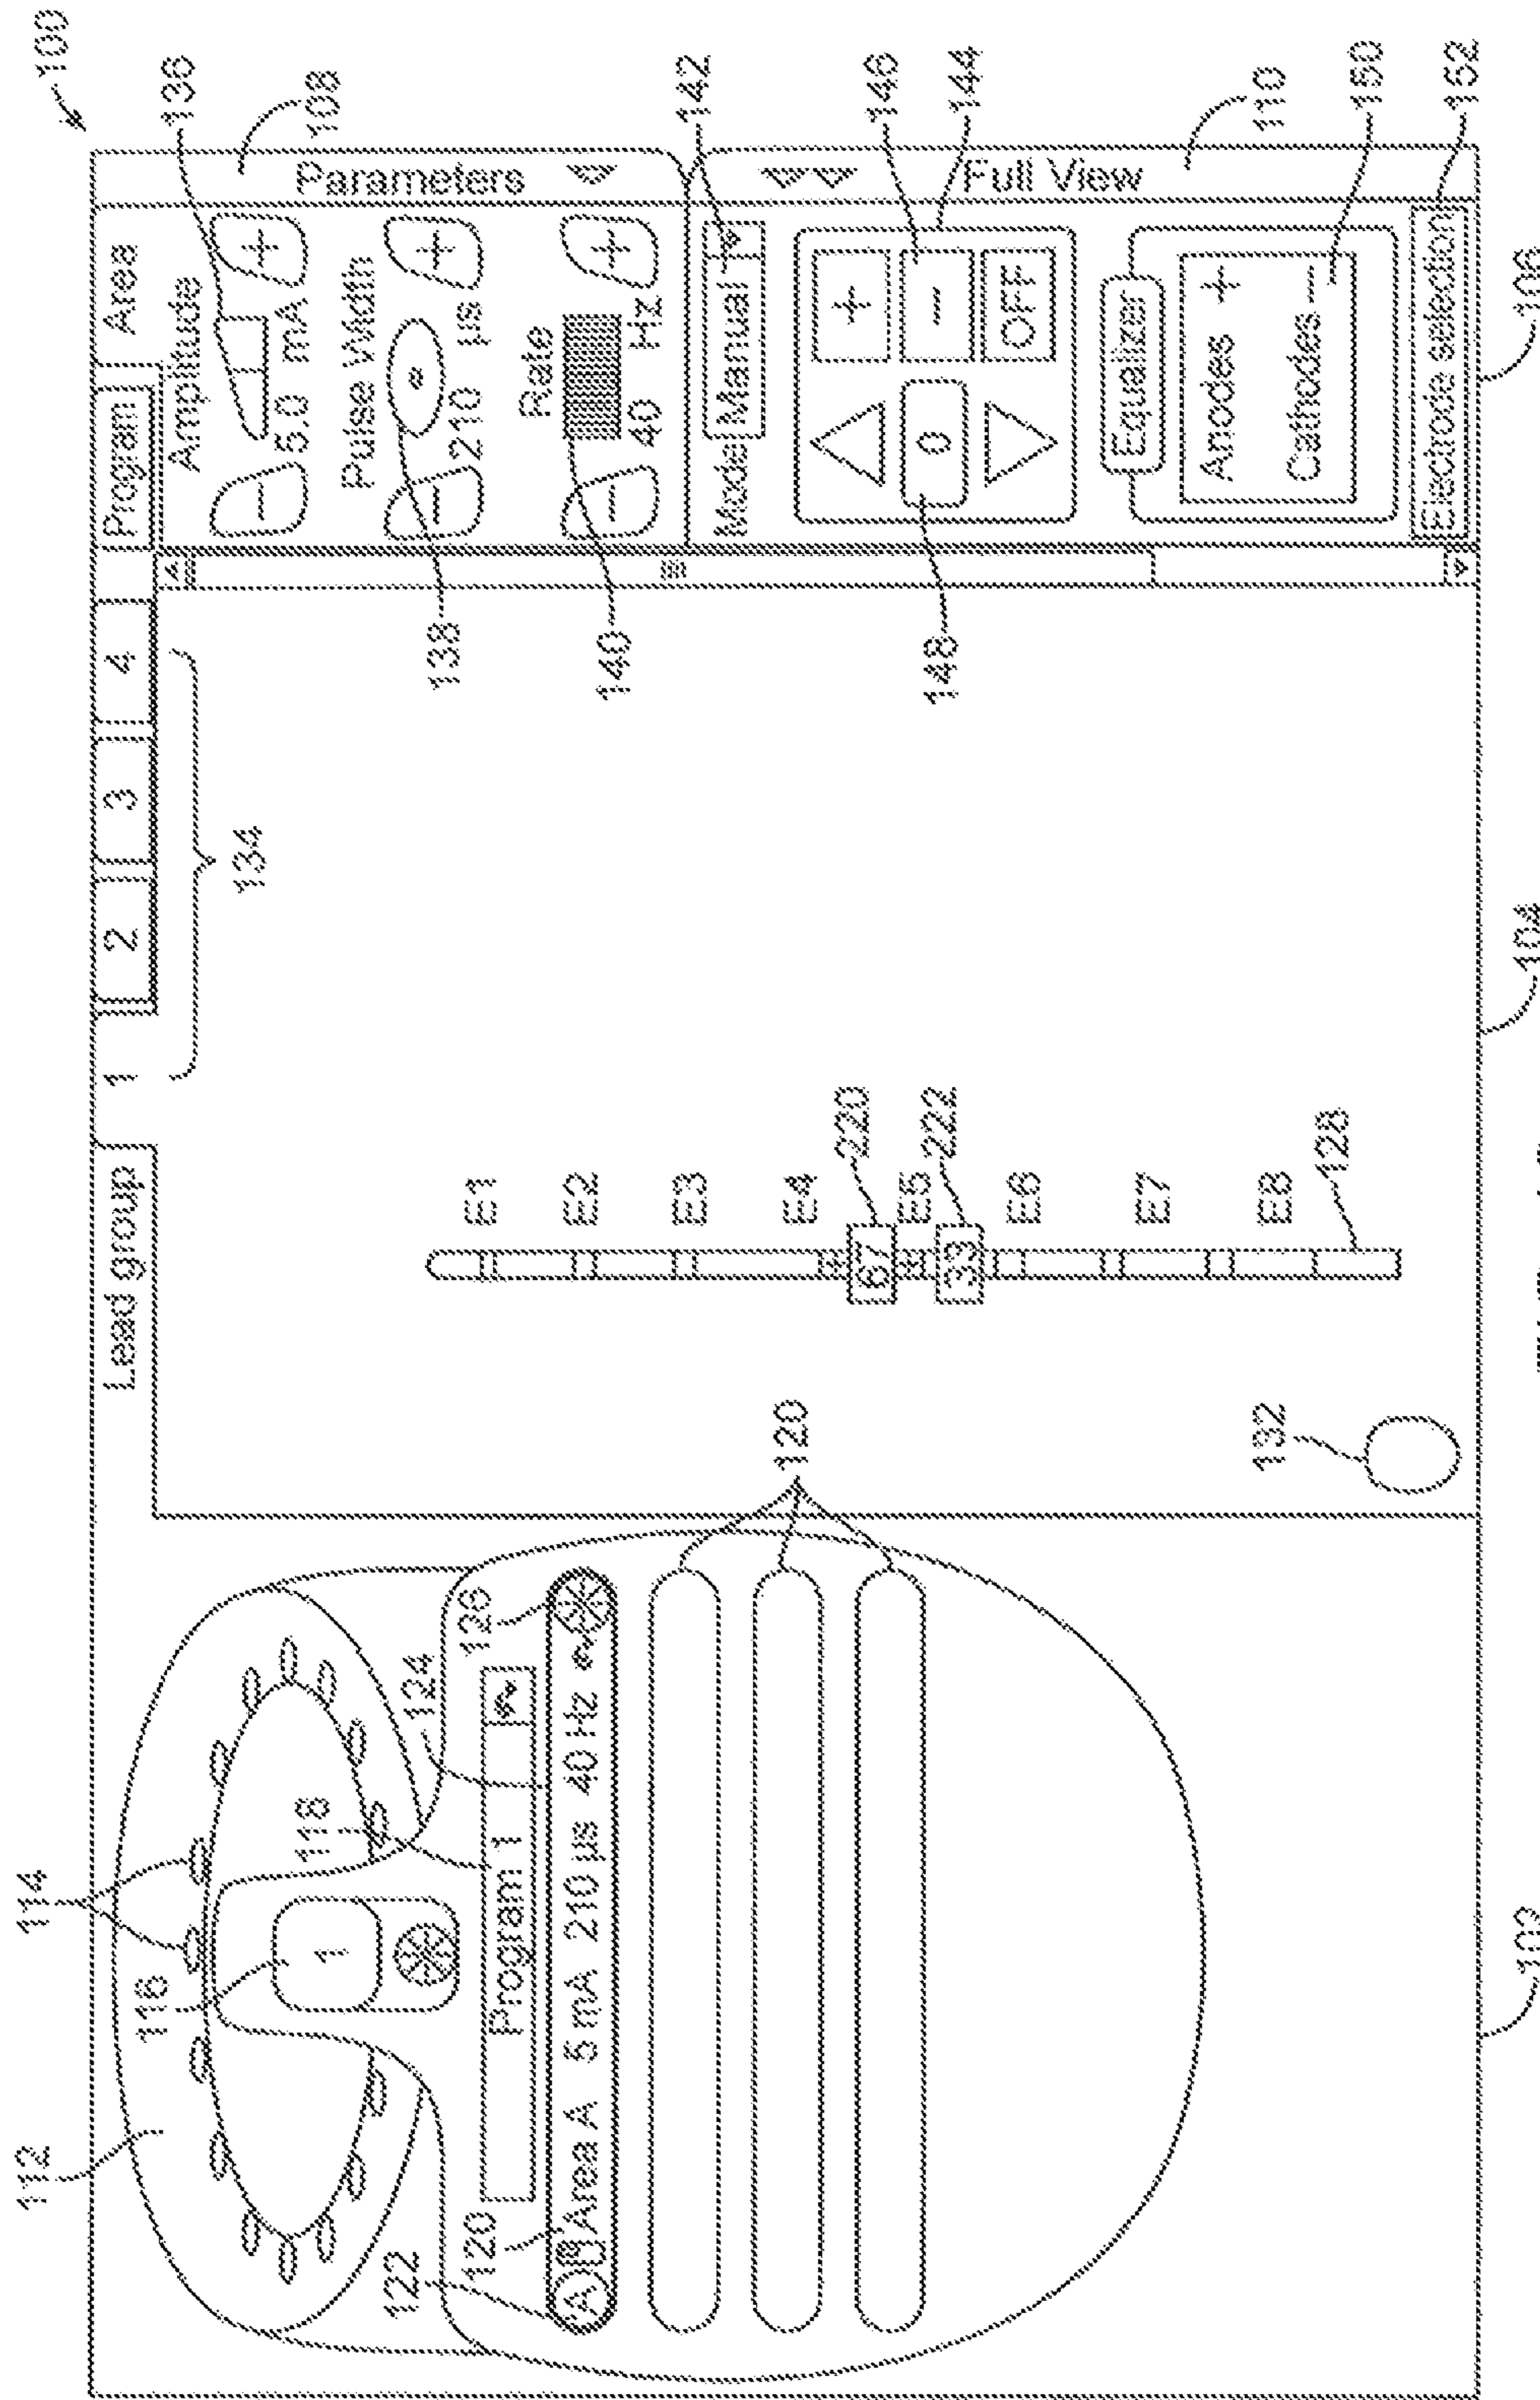 100
Lead group
1
2
3
4
134
Program
Area
Amplitude
136
− 5.0 mA +
Pulse Width
138
− 210 µs +
Rate
140
− 40 Hz +
Parameters
108
Mode Manual
142
+
0
−
OFF
146
144
148
Full View
110
Equalizer
Anodes +
Cathodes −
150
Electrode selection
152
112
114
116
1
118
Program 1
124
126
120
122
A Area A 5 mA 210 µs 40 Hz
120
E1
E2
E3
E4
67
220
E5
33
222
E6
E7
E8
128
132
102
104
106